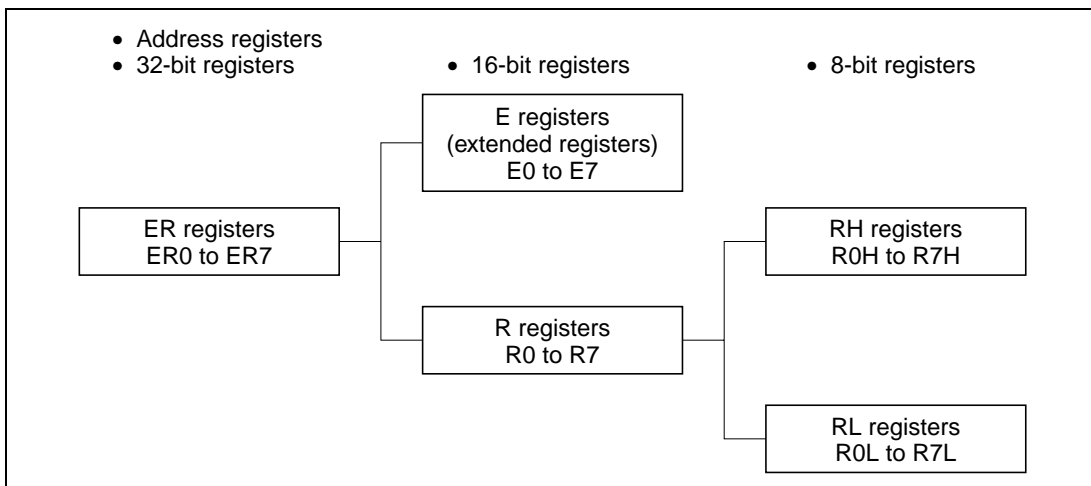 • Address registers
• 32-bit registers
• 16-bit registers
• 8-bit registers
E registers
(extended registers)
E0 to E7
ER registers
ER0 to ER7
RH registers
R0H to R7H
R registers
R0 to R7
RL registers
R0L to R7L